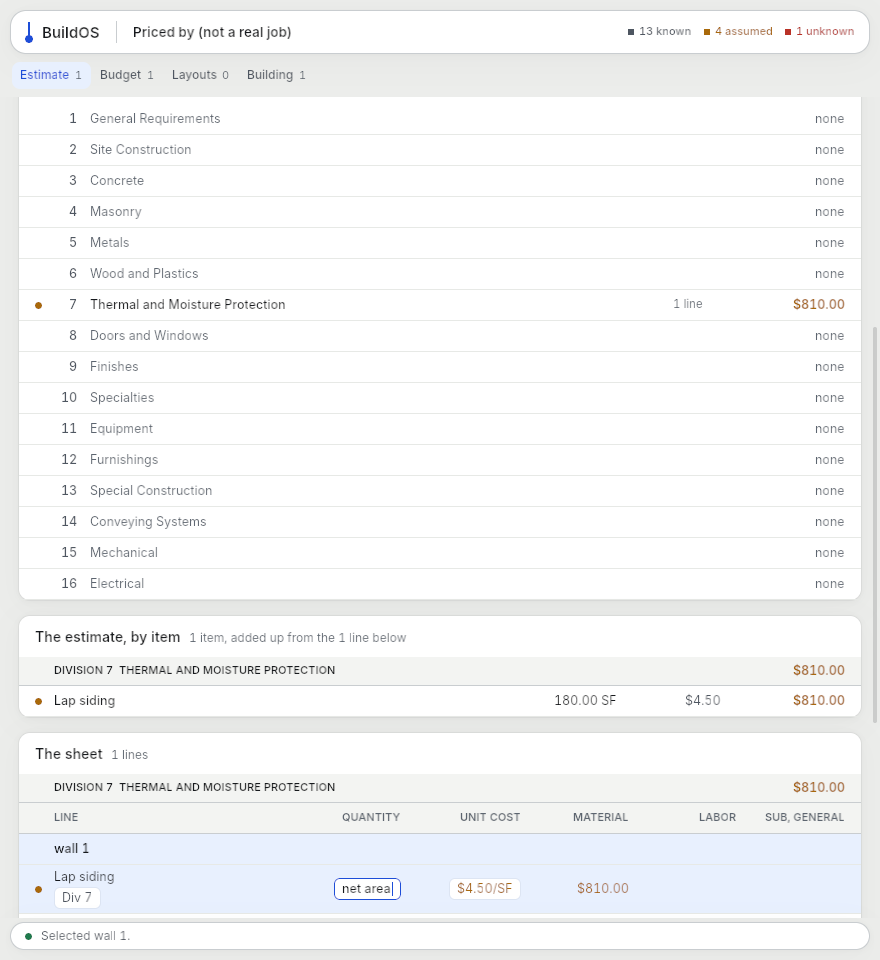 BuildOS
Priced by (not a real job)
13 known
4 assumed
1 unknown
Estimate 1
Budget 1
Layouts 0
Building 1
1 General Requirements none
2 Site Construction none
3 Concrete none
4 Masonry none
5 Metals none
6 Wood and Plastics none
7 Thermal and Moisture Protection 1 line $810.00
8 Doors and Windows none
9 Finishes none
10 Specialties none
11 Equipment none
12 Furnishings none
13 Special Construction none
14 Conveying Systems none
15 Mechanical none
16 Electrical none
The estimate, by item 1 item, added up from the 1 line below
DIVISION 7 THERMAL AND MOISTURE PROTECTION $810.00
Lap siding 180.00 SF $4.50 $810.00
The sheet 1 lines
DIVISION 7 THERMAL AND MOISTURE PROTECTION $810.00
LINE QUANTITY UNIT COST MATERIAL LABOR SUB, GENERAL
wall 1
Lap siding
Div 7 net area $4.50/SF $810.00
Selected wall 1.